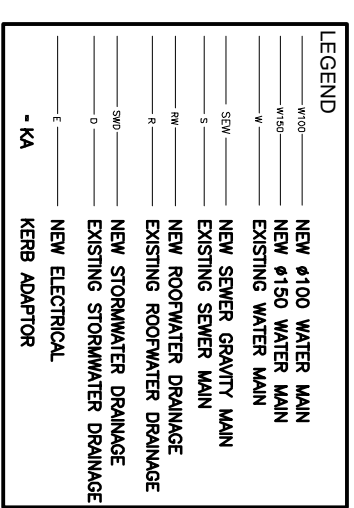 LEGEND
W100 NEW ø100 WATER MAIN
W150 NEW ø150 WATER MAIN
W EXISTING WATER MAIN
SEW NEW SEWER GRAVITY MAIN
S EXISTING SEWER MAIN
RW NEW ROOFWATER DRAINAGE
R EXISTING ROOFWATER DRAINAGE
SWD NEW STORMWATER DRAINAGE
D EXISTING STORMWATER DRAINAGE
E NEW ELECTRICAL
- KA KERB ADAPTOR